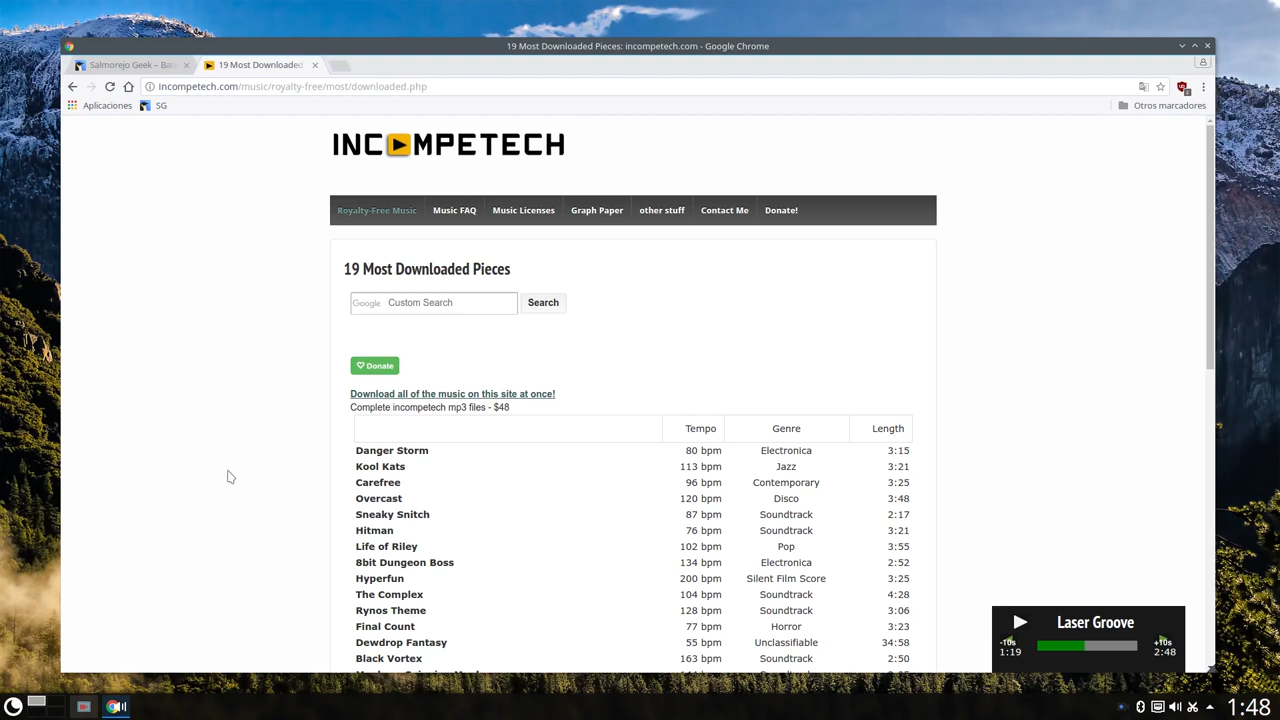 19 Most Downloaded Pieces: incompetech.com - Google Chrome
Salmorejo Geek – 19 Most Downloaded
incompetech.com/music/royalty-free/most/downloaded.php
Aplicaciones SG Otros marcadores
INCOMPETECH
Royalty-Free Music Music FAQ Music Licenses Graph Paper other stuff Contact Me Donate!
19 Most Downloaded Pieces
Google Custom Search Search
Donate
Download all of the music on this site at once!
Complete incompetech mp3 files - $48
Tempo Genre Length
Danger Storm 80 bpm Electronica 3:15
Kool Kats 113 bpm Jazz 3:21
Carefree 96 bpm Contemporary 3:25
Overcast 120 bpm Disco 3:48
Sneaky Snitch 87 bpm Soundtrack 2:17
Hitman 76 bpm Soundtrack 3:21
Life of Riley 102 bpm Pop 3:55
8bit Dungeon Boss 134 bpm Electronica 2:52
Hyperfun 200 bpm Silent Film Score 3:25
The Complex 104 bpm Soundtrack 4:28
Rynos Theme 128 bpm Soundtrack 3:06
Final Count 77 bpm Horror 3:23
Dewdrop Fantasy 55 bpm Unclassifiable 34:58
Black Vortex 163 bpm Soundtrack 2:50
Laser Groove
-10s +10s
1:19 2:48
1:48